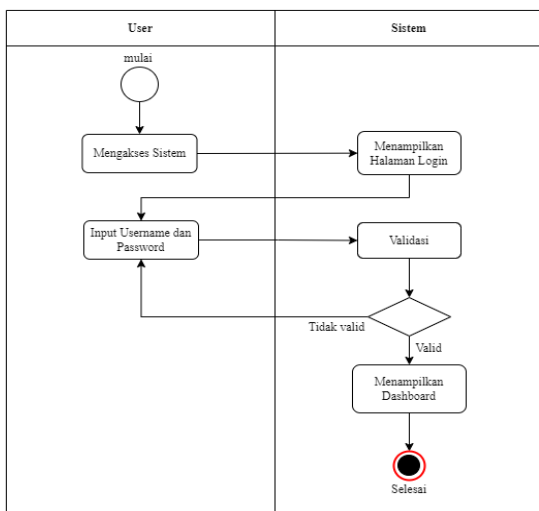 User
Sistem
mulai
Mengakses Sistem
Menampilkan
Halaman Login
Input Username dan
Password
Validasi
Tidak valid
Valid
Menampilkan
Dashboard
Selesai